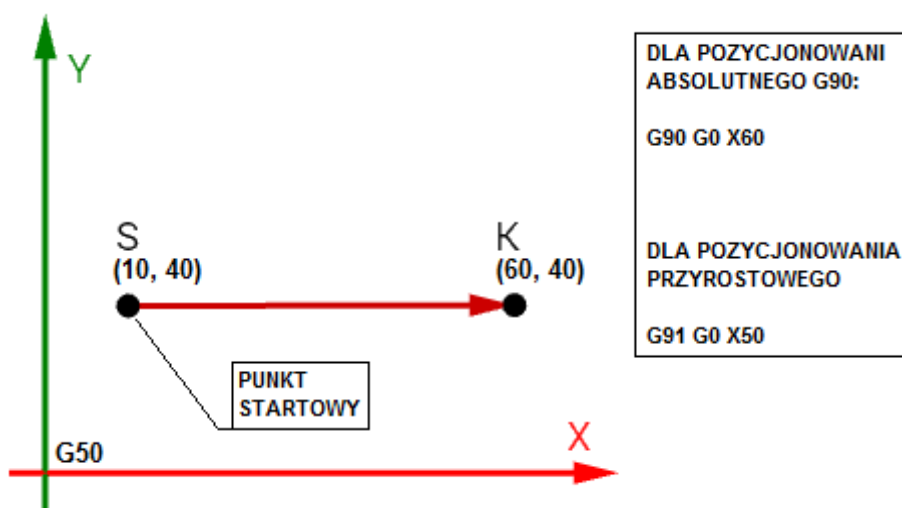 Y
DLA POZYCJONOWANI
ABSOLUTNEGO G90:
G90 G0 X60
S
(10, 40)
K
(60, 40)
DLA POZYCJONOWANIA
PRZYROSTOWEGO
G91 G0 X50
PUNKT
STARTOWY
X
G50